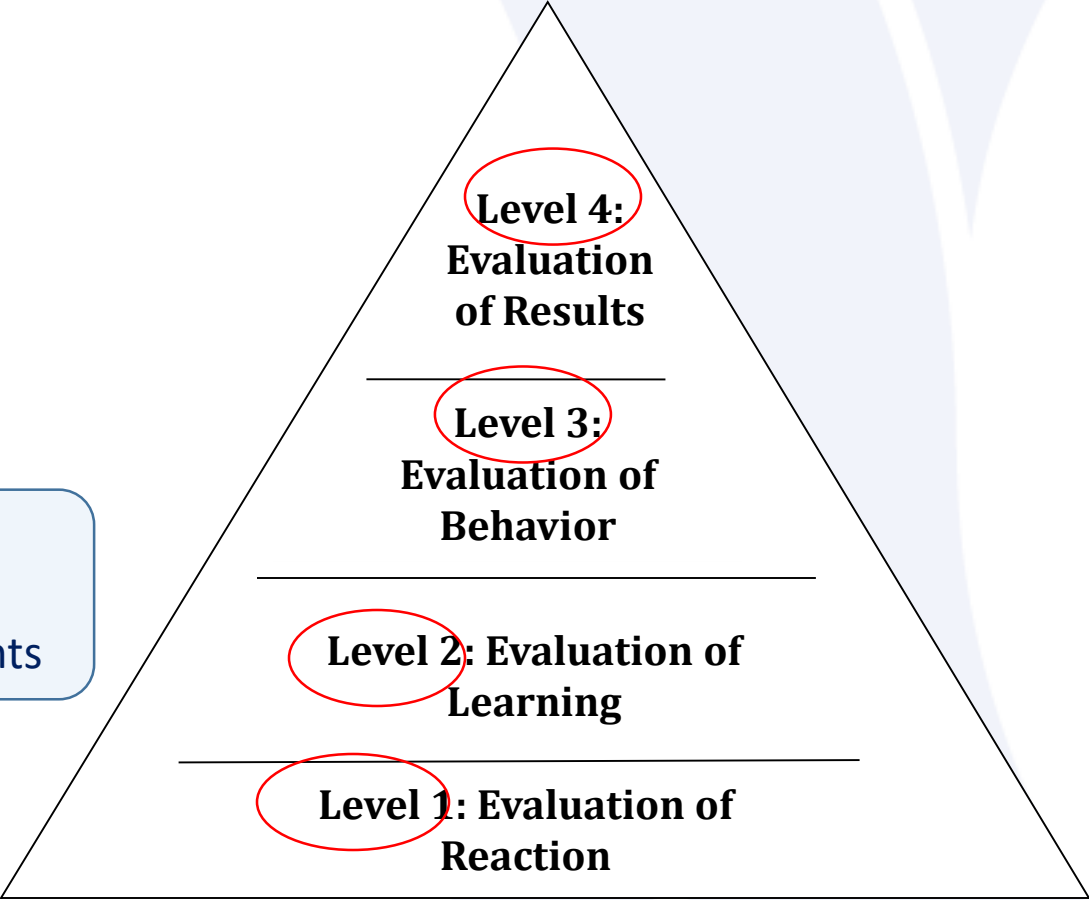 Level 4:
Evaluation
of Results
Level 3:
Evaluation of
Behavior
Level 2: Evaluation of
Learning
Level 1: Evaluation of
Reaction